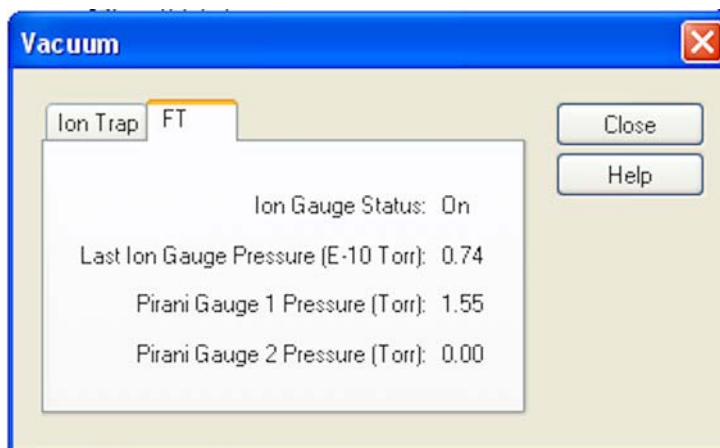 Vacuum
Ion Trap FT
Close
Help
Ion Gauge Status: On
Last Ion Gauge Pressure (E-10 Torr): 0.74
Pirani Gauge 1 Pressure (Torr): 1.55
Pirani Gauge 2 Pressure (Torr): 0.00